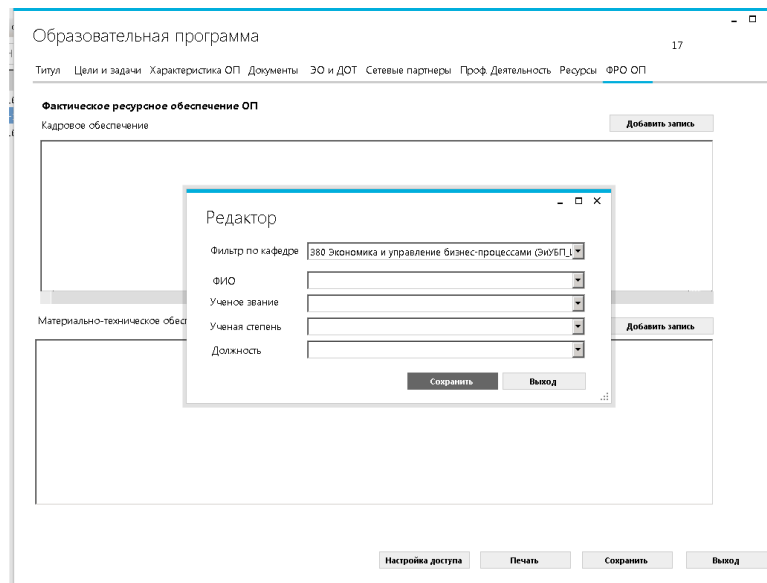 Образовательная программа
17
Титул Цели и задачи Характеристика ОП Документы ЭО и ДОТ Сетевые партнеры Проф. Деятельность Ресурсы ФРО ОП
Фактическое ресурсное обеспечение ОП
Кадровое обеспечение
Добавить запись
Редактор
Фильтр по кафедре 380 Экономика и управление бизнес-процессами (ЭиУБП_
ФИО
Ученое звание
Ученая степень
Должность
Сохранить Выход
Материально-техническое обесп
Добавить запись
Настройка доступа Печать Сохранить Выход